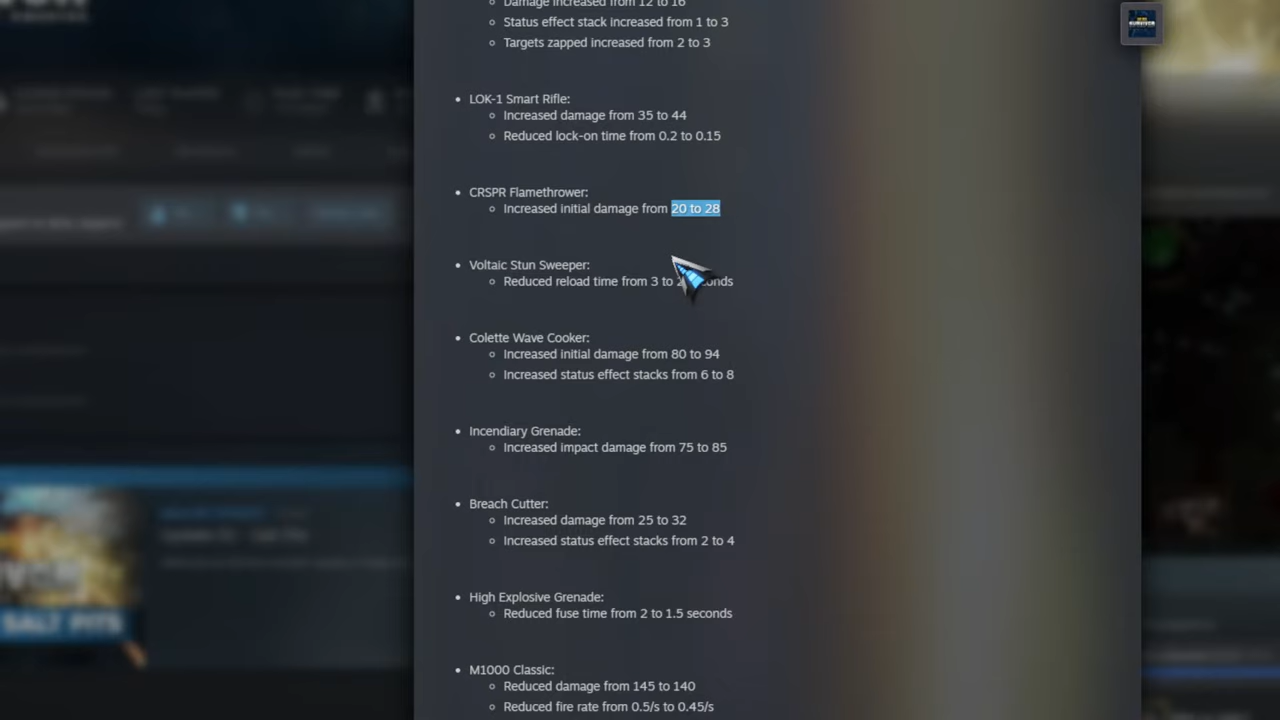 Damage increased from 12 to 16
Status effect stack increased from 1 to 3
Targets zapped increased from 2 to 3
LOK-1 Smart Rifle:
Increased damage from 35 to 44
Reduced lock-on time from 0.2 to 0.15
CRSPR Flamethrower:
Increased initial damage from 20 to 28
Voltaic Stun Sweeper:
Reduced reload time from 3 to
Colette Wave Cooker:
Increased initial damage from 80 to 94
Increased status effect stacks from 6 to 8
Incendiary Grenade:
Increased impact damage from 75 to 85
Breach Cutter:
Increased damage from 25 to 32
Increased status effect stacks from 2 to 4
High Explosive Grenade:
Reduced fuse time from 2 to 1.5 seconds
M1000 Classic:
Reduced damage from 145 to 140
Reduced fire rate from 0.5/s to 0.45/s
SALT PITS